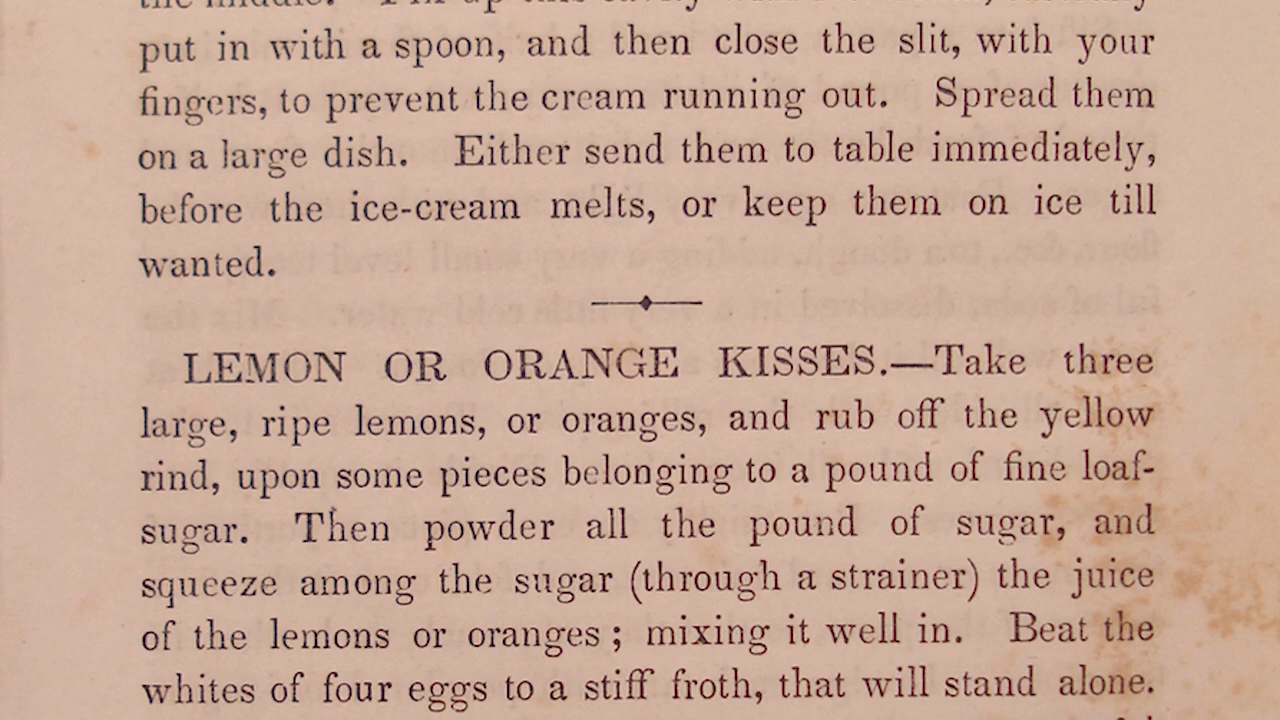 put in with a spoon, and then close the slit, with your
fingers, to prevent the cream running out. Spread them
on a large dish. Either send them to table immediately,
before the ice-cream melts, or keep them on ice till
wanted.
LEMON OR ORANGE KISSES.—Take three
large, ripe lemons, or oranges, and rub off the yellow
rind, upon some pieces belonging to a pound of fine loaf-
sugar. Then powder all the pound of sugar, and
squeeze among the sugar (through a strainer) the juice
of the lemons or oranges; mixing it well in. Beat the
whites of four eggs to a stiff froth, that will stand alone.